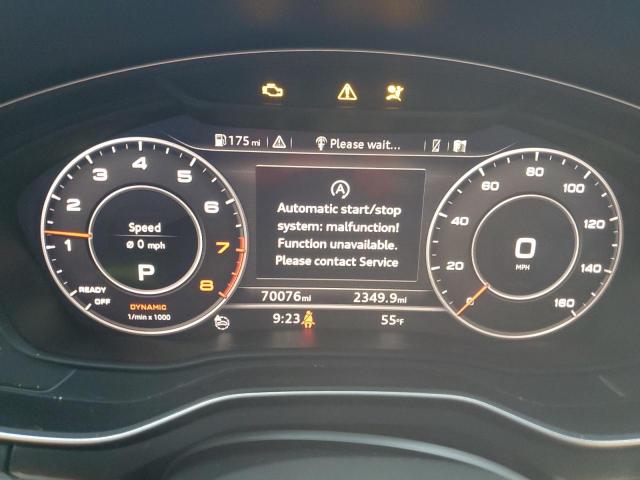 175 mi Please wait...
1 2 3 4 5 6 7 8
READY
OFF
Speed
Ø 0 mph
P
DYNAMIC
1/min x 1000
A
Automatic start/stop
system: malfunction!
Function unavailable.
Please contact Service
70076mi 2349.9mi
9:23 55°F
0 20 40 60 80 100 120 140 160
0
MPH